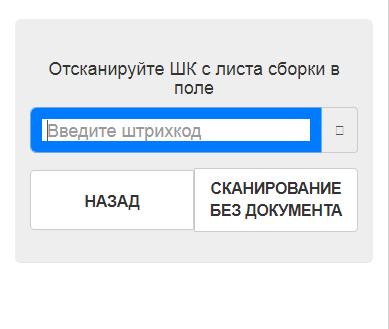 Отсканируйте ШК с листа сборки в
поле
Введите штрихкод
НАЗАД
СКАНИРОВАНИЕ
БЕЗ ДОКУМЕНТА